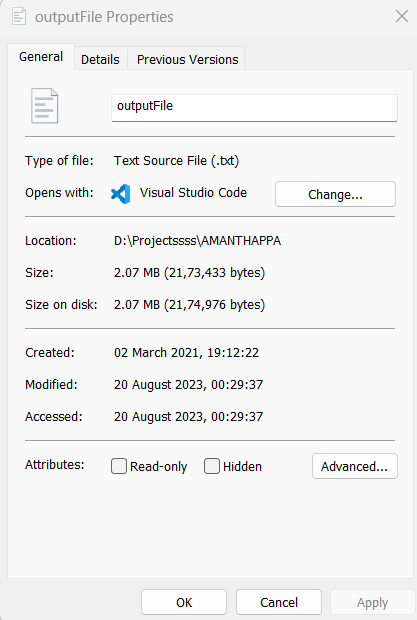 outputFile Properties
General Details Previous Versions
outputFile
Type of file: Text Source File (.txt)
Opens with: Visual Studio Code Change...
Location: D:\Projectssss\AMANTHAPPA
Size: 2.07 MB (21,73,433 bytes)
Size on disk: 2.07 MB (21,74,976 bytes)
Created: 02 March 2021, 19:12:22
Modified: 20 August 2023, 00:29:37
Accessed: 20 August 2023, 00:29:37
Attributes: Read-only Hidden Advanced...
OK Cancel Apply